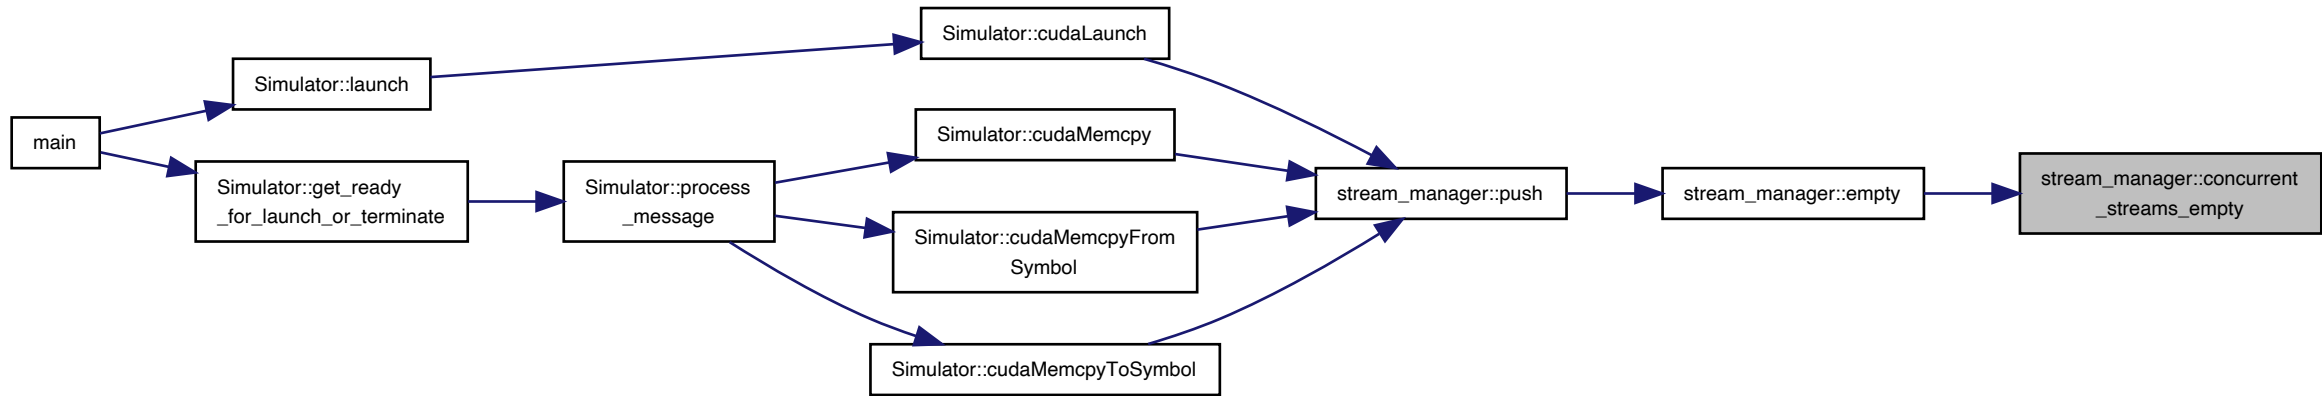 main
Simulator::launch
Simulator::get_ready
_for_launch_or_terminate
Simulator::process
_message
Simulator::cudaLaunch
Simulator::cudaMemcpy
Simulator::cudaMemcpyFrom
Symbol
Simulator::cudaMemcpyToSymbol
stream_manager::push
stream_manager::empty
stream_manager::concurrent
_streams_empty